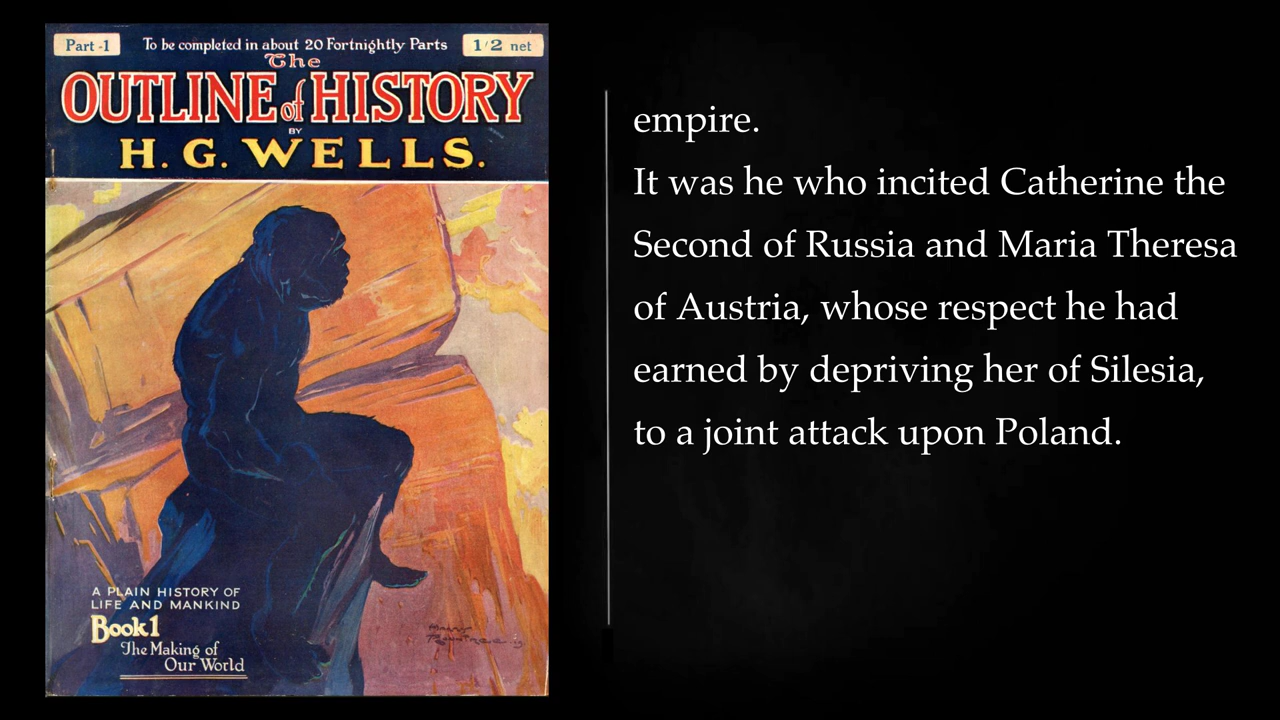 Part -1
To be completed in about 20 Fortnightly Parts
1/2 net
The
OUTLINE of HISTORY
BY
H. G. WELLS.
A PLAIN HISTORY OF
LIFE AND MANKIND
Book 1
The Making of
Our World
empire.
It was he who incited Catherine the
Second of Russia and Maria Theresa
of Austria, whose respect he had
earned by depriving her of Silesia,
to a joint attack upon Poland.